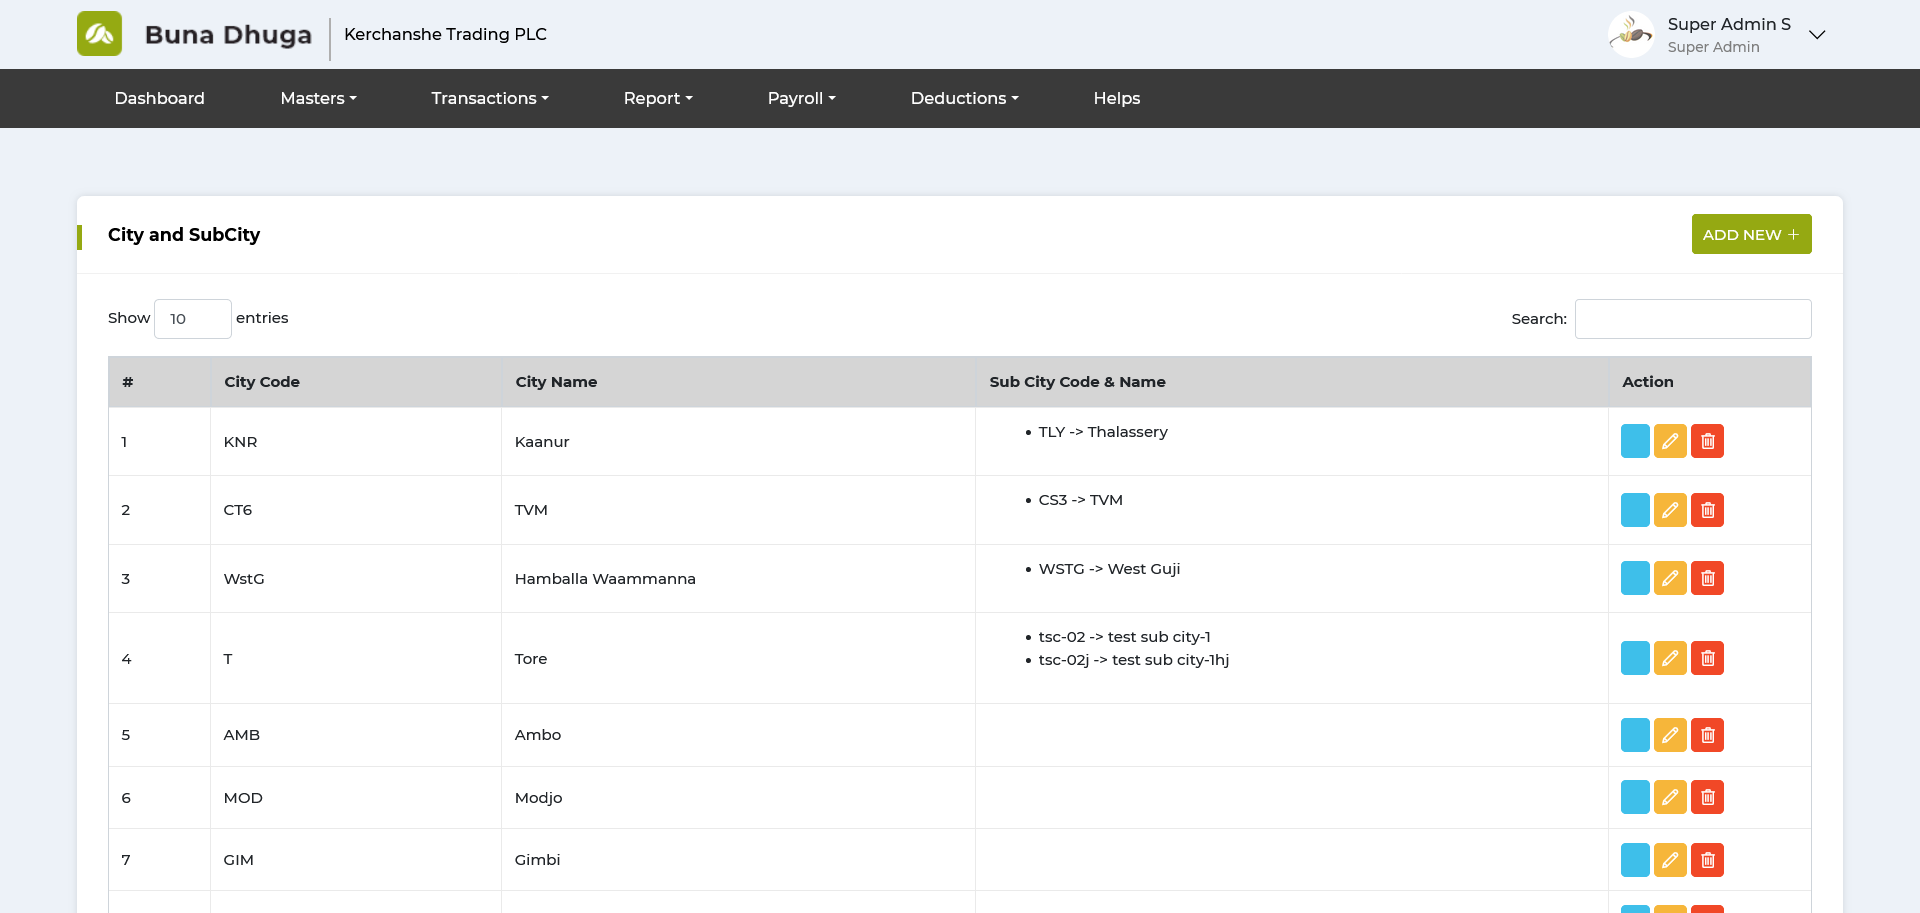 Buna Dhuga
Kerchanshe Trading PLC
Super Admin S
Super Admin
Dashboard Masters Transactions Report Payroll Deductions Helps
City and SubCity
ADD NEW +
Show 10 entries
Search:
# City Code City Name Sub City Code & Name Action
1 KNR Kaanur • TLY -> Thalassery
2 CT6 TVM • CS3 -> TVM
3 WstG Hamballa Waammanna • WSTG -> West Guji
4 T Tore • tsc-02 -> test sub city-1
• tsc-02j -> test sub city-1hj
5 AMB Ambo
6 MOD Modjo
7 GIM Gimbi